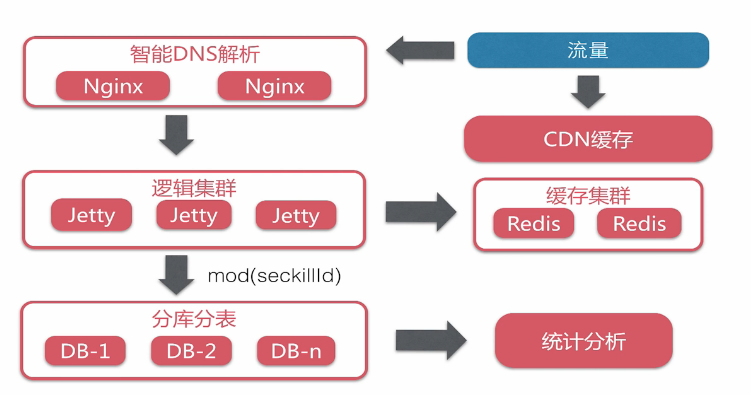 智能DNS解析
流量
Nginx
Nginx
CDN缓存
逻辑集群
缓存集群
Jetty
Jetty
Jetty
Redis
Redis
mod(seckillId)
分库分表
DB-1
DB-2
DB-n
统计分析